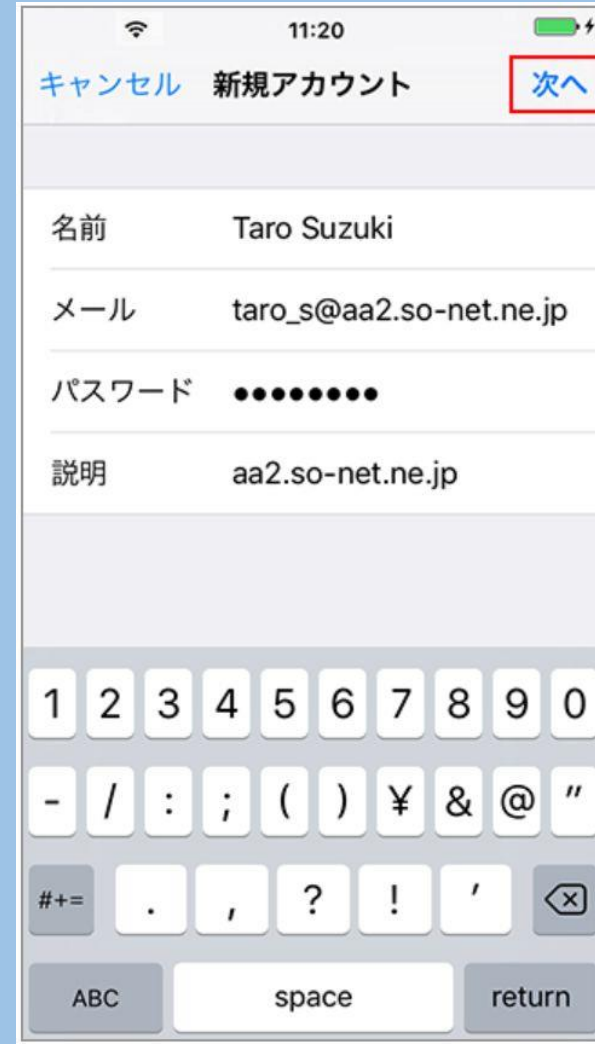 11:20
キャンセル 新規アカウント 次へ
名前 Taro Suzuki
メール taro_s@aa2.so-net.ne.jp
パスワード ●●●●●●●●
説明 aa2.so-net.ne.jp
1 2 3 4 5 6 7 8 9 0
- / : ; ( ) ¥ & @ "
#+= . , ? ! '
ABC space return